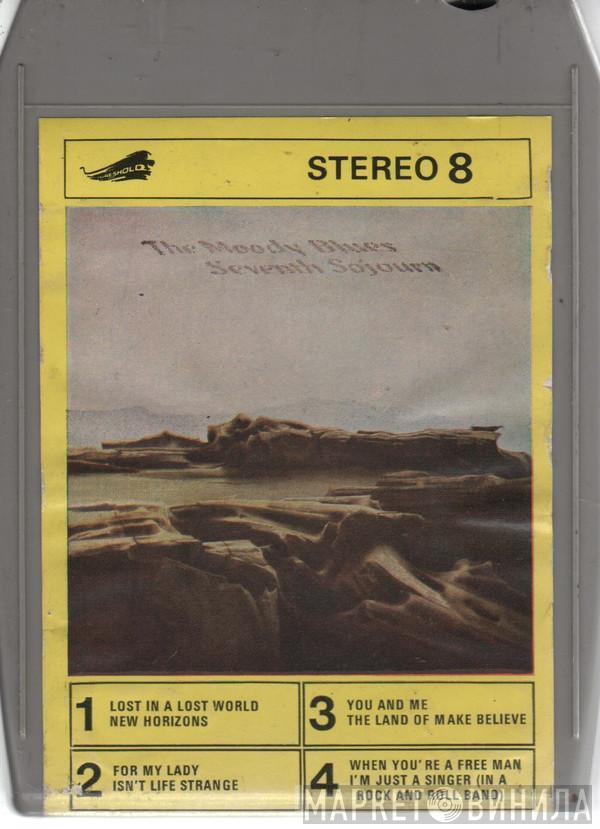 THRESHOLD
STEREO 8
The Moody Blues
Seventh Sojourn
1 LOST IN A LOST WORLD
NEW HORIZONS
2 FOR MY LADY
ISN'T LIFE STRANGE
3 YOU AND ME
THE LAND OF MAKE BELIEVE
4 WHEN YOU'RE A FREE MAN
I'M JUST A SINGER (IN A
ROCK AND ROLL BAND)
МАРКЕТ ВИНИЛА